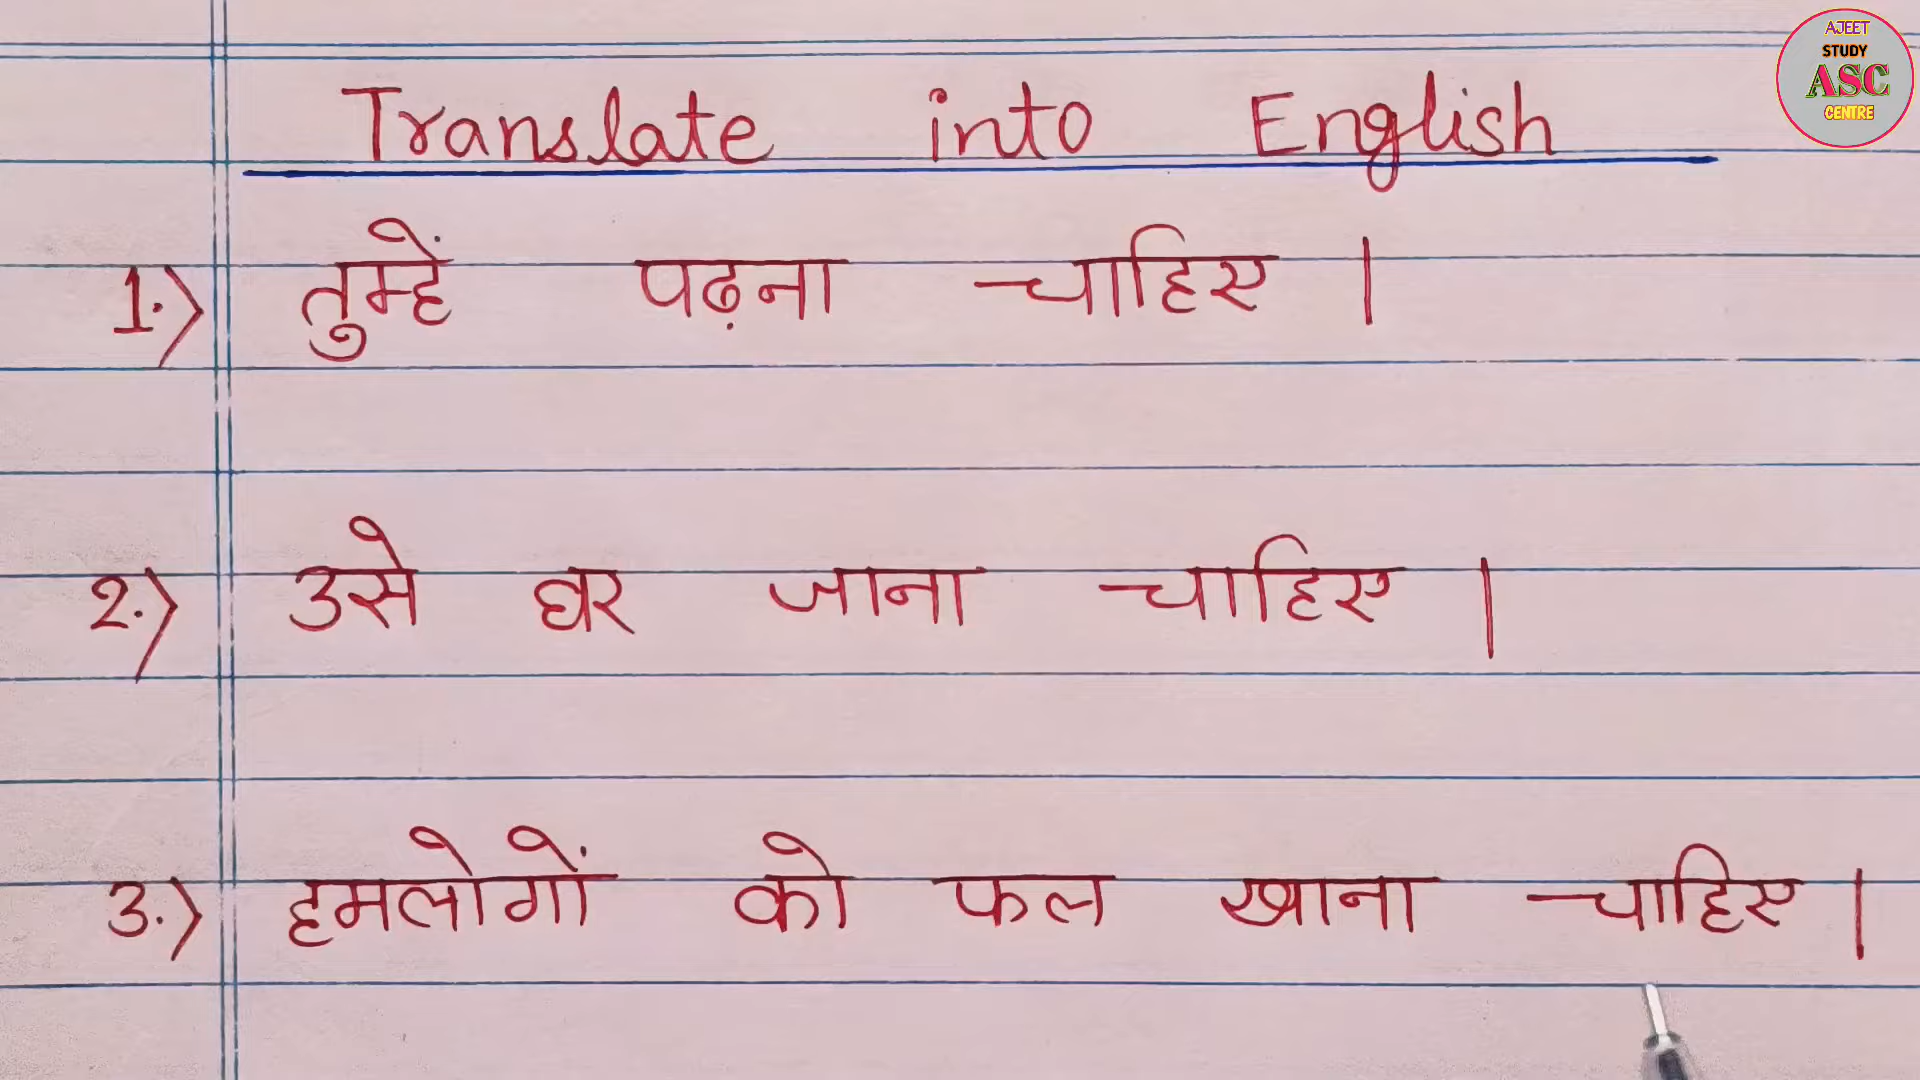 Translate into English
1.) तुम्हें पढ़ना चाहिए |
2.) उसे घर जाना चाहिए |
3.) हमलोगों को फल खाना चाहिए |
AJEET
STUDY
ASC
CENTRE